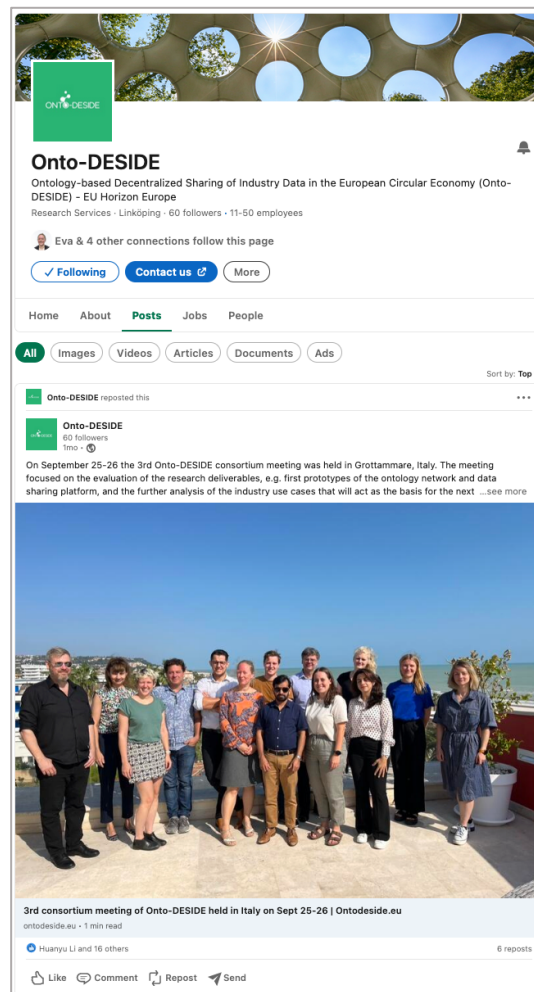 ONTO-DESIDE
Onto-DESIDE
Ontology-based Decentralized Sharing of Industry Data in the European Circular Economy (Onto-
DESIDE) - EU Horizon Europe
Research Services · Linköping · 60 followers · 11-50 employees
Eva & 4 other connections follow this page
✓ Following
Contact us
More
Home About Posts Jobs People
All Images Videos Articles Documents Ads
Sort by: Top
Onto-DESIDE reposted this
Onto-DESIDE
60 followers
1mo ·
On September 25-26 the 3rd Onto-DESIDE consortium meeting was held in Grottammare, Italy. The meeting
focused on the evaluation of the research deliverables, e.g. first prototypes of the ontology network and data
sharing platform, and the further analysis of the industry use cases that will act as the basis for the next ...see more
3rd consortium meeting of Onto-DESIDE held in Italy on Sept 25-26 | Ontodeside.eu
ontodeside.eu • 1 min read
Huanyu Li and 16 others
6 reposts
Like Comment Repost Send